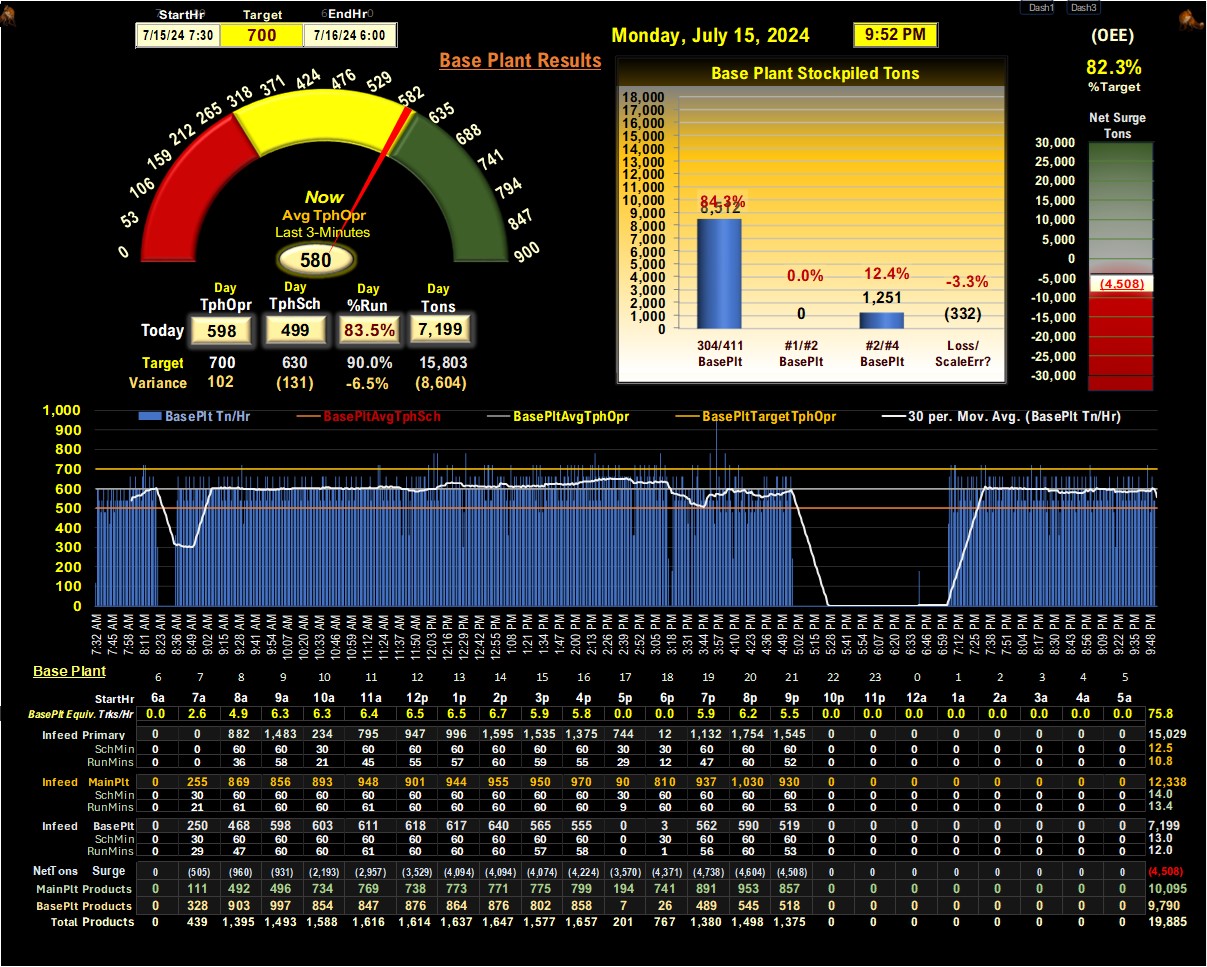 Dash1 Dash3
StartHr Target EndHr
7/15/24 7:30 700 7/16/24 6:00
Monday, July 15, 2024 9:52 PM
(OEE)
82.3%
%Target
Base Plant Results
0 53 106 159 212 265 318 371 424 476 529 582 635 688 741 794 847 900
Now
Avg TphOpr
Last 3-Minutes
580
Day Day Day Day
TphOpr TphSch %Run Tons
Today 598 499 83.5% 7,199
Target 700 630 90.0% 15,803
Variance 102 (131) -6.5% (8,604)
Base Plant Stockpiled Tons
18,000
17,000
16,000
15,000
14,000
13,000
12,000
11,000
10,000
9,000
8,000
7,000
6,000
5,000
4,000
3,000
2,000
1,000
0
84.3% 0.0% 12.4% -3.3%
8,512 0 1,251 (332)
304/411 #1/#2 #2/#4 Loss/
BasePlt BasePlt BasePlt ScaleErr?
Net Surge
Tons
30,000
25,000
20,000
15,000
10,000
5,000
0
-5,000
-10,000
-15,000
-20,000
-25,000
-30,000
(4,508)
BasePlt Tn/Hr BasePltAvgTphSch BasePltAvgTphOpr BasePltTargetTphOpr 30 per. Mov. Avg. (BasePlt Tn/Hr)
1,000
900
800
700
600
500
400
300
200
100
0
7:32 AM 7:45 AM 7:58 AM 8:11 AM 8:23 AM 8:36 AM 8:49 AM 9:02 AM 9:15 AM 9:28 AM 9:41 AM 9:54 AM 10:07 AM 10:20 AM 10:33 AM 10:46 AM 10:59 AM 11:12 AM 11:24 AM 11:37 AM 11:50 AM 12:03 PM 12:16 PM 12:29 PM 12:42 PM 12:55 PM 1:08 PM 1:21 PM 1:34 PM 1:47 PM 2:00 PM 2:13 PM 2:26 PM 2:39 PM 2:52 PM 3:05 PM 3:18 PM 3:31 PM 3:44 PM 3:57 PM 4:10 PM 4:23 PM 4:36 PM 4:49 PM 5:02 PM 5:15 PM 5:28 PM 5:41 PM 5:54 PM 6:07 PM 6:20 PM 6:33 PM 6:46 PM 6:59 PM 7:12 PM 7:25 PM 7:38 PM 7:51 PM 8:04 PM 8:17 PM 8:30 PM 8:43 PM 8:56 PM 9:09 PM 9:22 PM 9:35 PM 9:48 PM
Base Plant
6 7 8 9 10 11 12 13 14 15 16 17 18 19 20 21 22 23 0 1 2 3 4 5
StartHr 6a 7a 8a 9a 10a 11a 12p 1p 2p 3p 4p 5p 6p 7p 8p 9p 10p 11p 12a 1a 2a 3a 4a 5a
BasePlt Equiv. Trks/Hr 0.0 2.6 4.9 6.3 6.3 6.4 6.5 6.5 6.7 5.9 5.8 0.0 0.0 5.9 6.2 5.5 0.0 0.0 0.0 0.0 0.0 0.0 0.0 0.0 75.8
Infeed Primary 0 0 882 1,483 234 795 947 996 1,595 1,535 1,375 744 12 1,132 1,754 1,545 0 0 0 0 0 0 0 0 15,029
SchMin 0 0 60 60 30 60 60 60 60 60 60 30 30 60 60 60 0 0 0 0 0 0 0 0 12.5
RunMins 0 0 36 58 21 45 55 57 60 59 55 29 12 47 60 52 0 0 0 0 0 0 0 0 10.8
Infeed MainPlt 0 255 869 856 893 948 901 944 955 950 970 90 810 937 1,030 930 0 0 0 0 0 0 0 0 12,338
SchMin 0 30 60 60 60 60 60 60 60 60 60 60 60 60 60 60 0 0 0 0 0 0 0 0 14.0
RunMins 0 21 61 60 60 61 60 60 60 60 60 9 60 60 60 53 0 0 0 0 0 0 0 0 13.4
Infeed BasePlt 0 250 468 598 603 611 618 617 640 565 555 0 3 562 590 519 0 0 0 0 0 0 0 0 7,199
SchMin 0 30 60 60 60 60 60 60 60 60 60 0 30 60 60 60 0 0 0 0 0 0 0 0 13.0
RunMins 0 29 47 60 60 61 60 60 60 57 58 0 1 56 60 53 0 0 0 0 0 0 0 0 12.0
NetTons Surge 0 (505) (960) (931) (2,193) (2,957) (3,529) (4,094) (4,094) (4,074) (4,224) (3,570) (4,371) (4,738) (4,604) (4,508) 0 0 0 0 0 0 0 0 (4,508)
MainPlt Products 0 111 492 496 734 769 738 773 771 775 799 194 741 891 953 857 0 0 0 0 0 0 0 0 10,095
BasePlt Products 0 328 903 997 854 847 876 864 876 802 858 7 26 489 545 518 0 0 0 0 0 0 0 0 9,790
Total Products 0 439 1,395 1,493 1,588 1,616 1,614 1,637 1,647 1,577 1,657 201 767 1,380 1,498 1,375 0 0 0 0 0 0 0 0 19,885